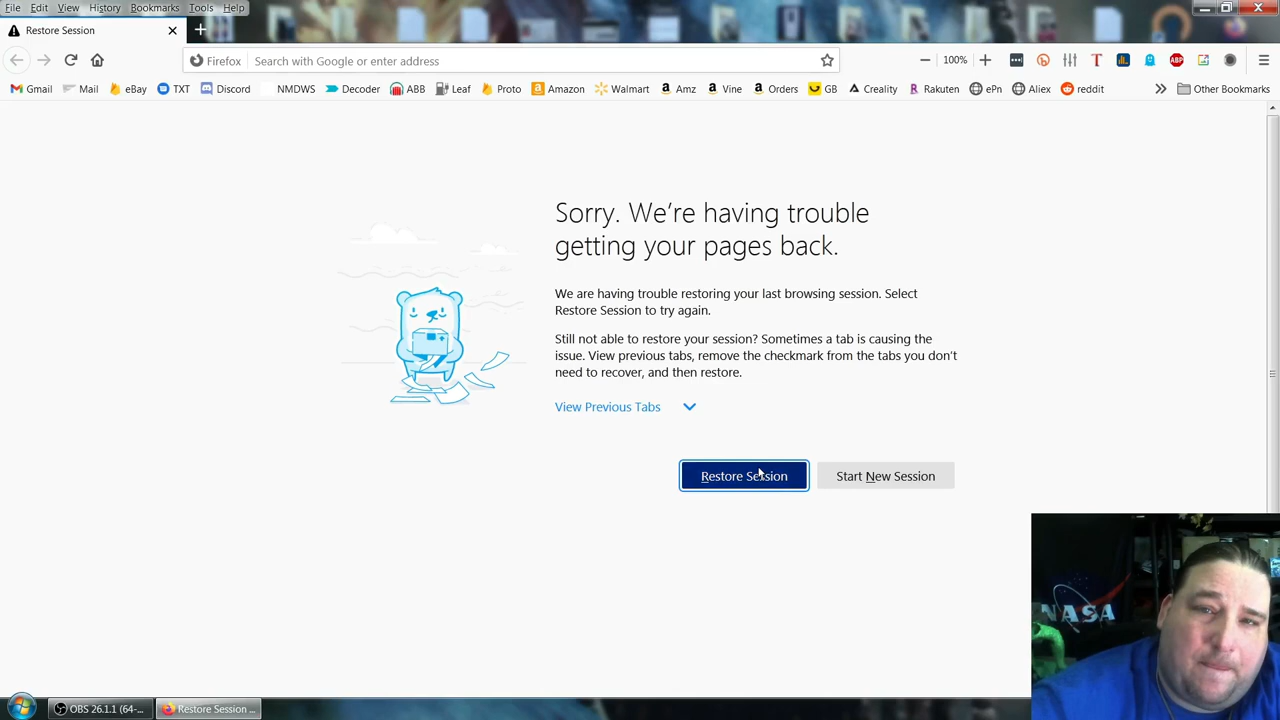 File Edit View History Bookmarks Tools Help
Restore Session
Firefox Search with Google or enter address 100%
T ABP
Gmail Mail eBay TXT Discord NMDWS Decoder ABB Leaf Proto Amazon Walmart Amz Vine Orders GB Creality Rakuten ePn Aliex reddit Other Bookmarks
Sorry. We're having trouble
getting your pages back.
We are having trouble restoring your last browsing session. Select
Restore Session to try again.
Still not able to restore your session? Sometimes a tab is causing the
issue. View previous tabs, remove the checkmark from the tabs you don't
need to recover, and then restore.
View Previous Tabs
Restore Session Start New Session
NASA
OBS 26.1.1 (64-... Restore Session ...